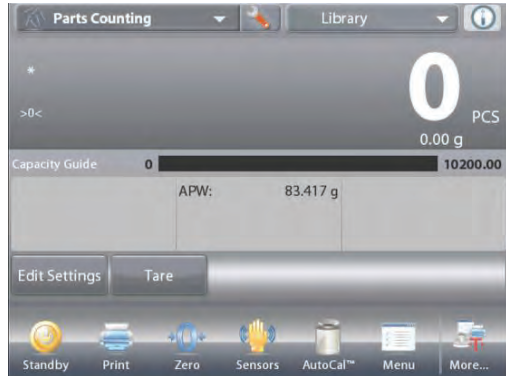 Parts Counting Library
*
>0<
0 PCS
0.00 g
Capacity Guide 0 10200.00
APW: 83.417 g
Edit Settings Tare
Standby Print Zero Sensors AutoCal™ Menu More...